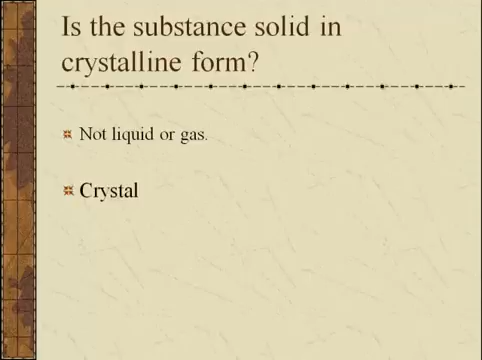 Is the substance solid in
crystalline form?
Not liquid or gas.
Crystal